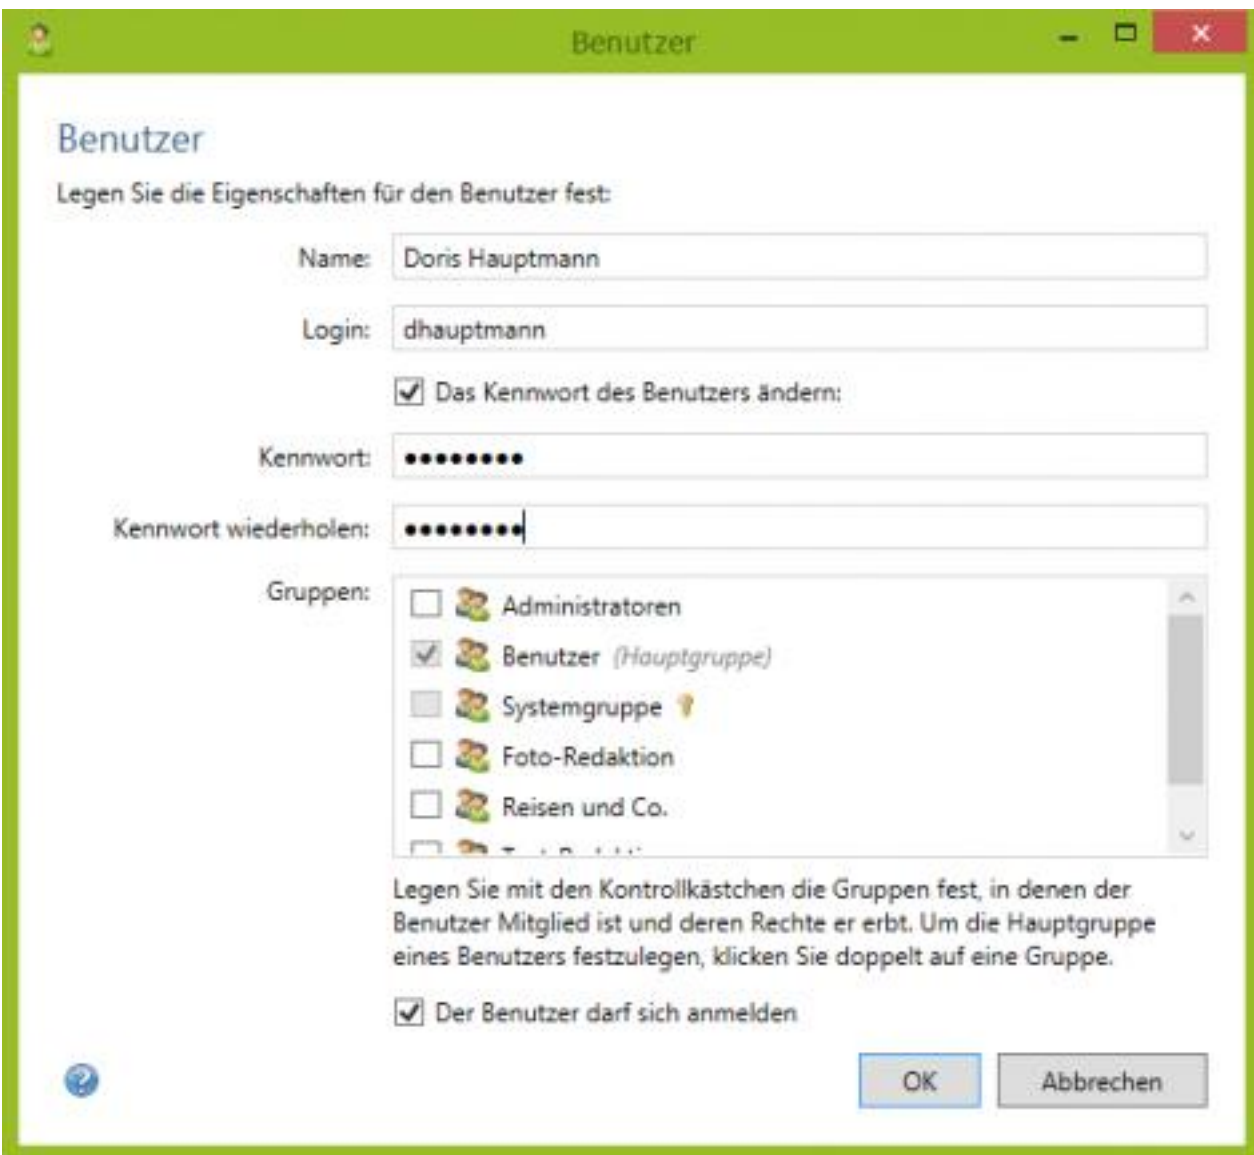 Benutzer
Benutzer
Legen Sie die Eigenschaften für den Benutzer fest:
Name: Doris Hauptmann
Login: dhauptmann
Das Kennwort des Benutzers ändern:
Kennwort: ●●●●●●●●
Kennwort wiederholen: ●●●●●●●●
Gruppen:
Administratoren
Benutzer (Hauptgruppe)
Systemgruppe
Foto-Redaktion
Reisen und Co.
Legen Sie mit den Kontrollkästchen die Gruppen fest, in denen der
Benutzer Mitglied ist und deren Rechte er erbt. Um die Hauptgruppe
eines Benutzers festzulegen, klicken Sie doppelt auf eine Gruppe.
Der Benutzer darf sich anmelden
OK Abbrechen